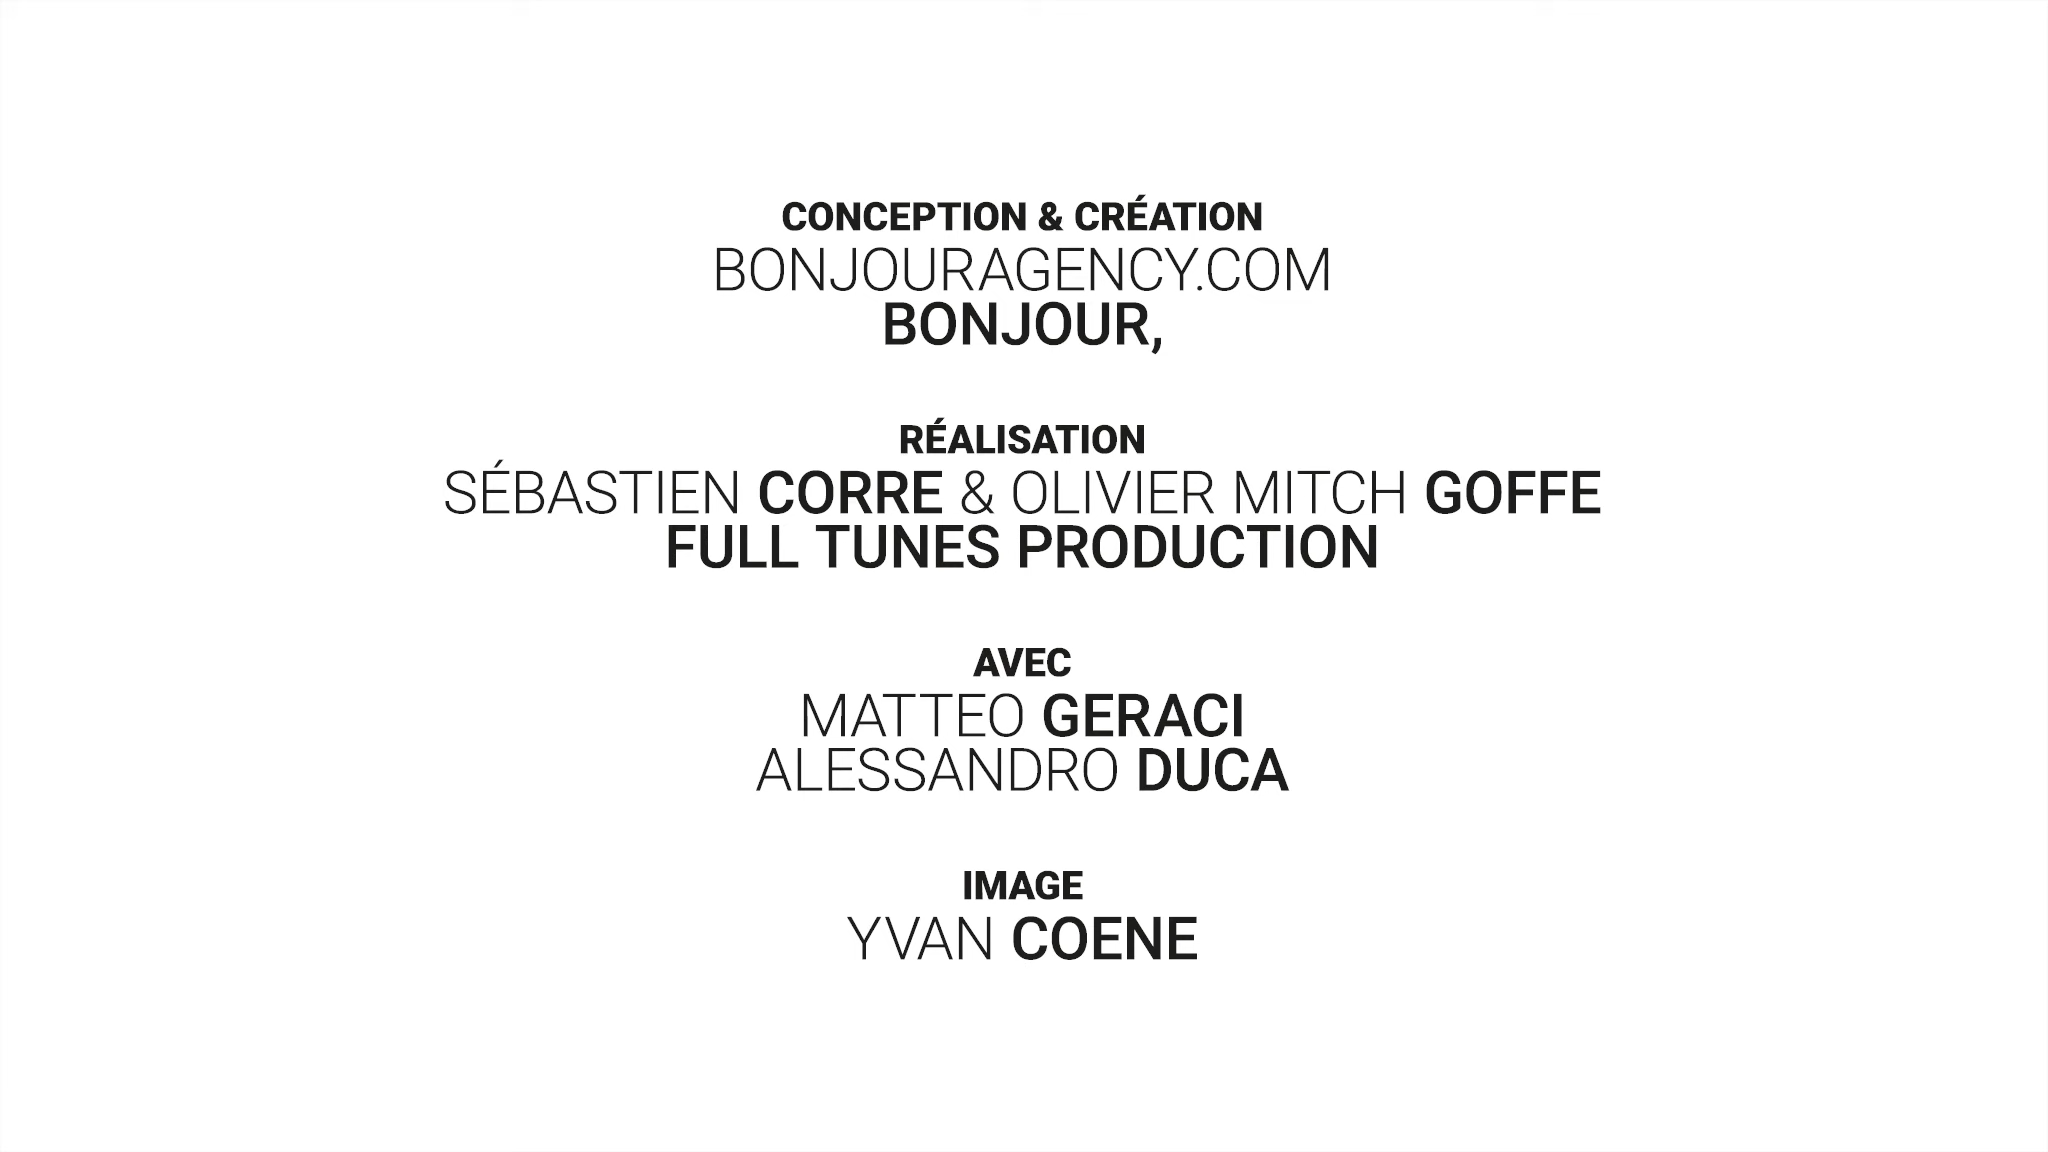 CONCEPTION & CRÉATION
BONJOURAGENCY.COM
BONJOUR,
RÉALISATION
SÉBASTIEN CORRE & OLIVIER MITCH GOFFE
FULL TUNES PRODUCTION
AVEC
MATTEO GERACI
ALESSANDRO DUCA
IMAGE
YVAN COENE